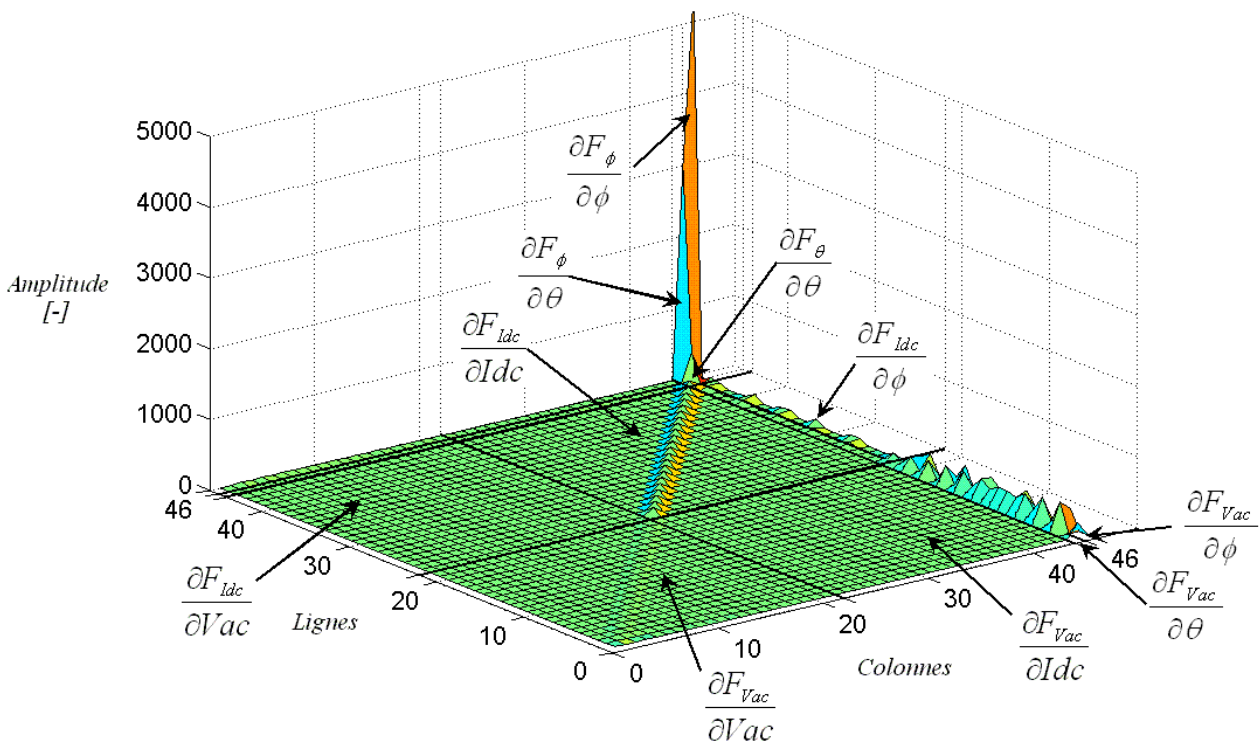 5000
4000
3000
2000
1000
0
Amplitude
[-]
∂F_ϕ
∂ϕ
∂F_ϕ
∂θ
∂F_θ
∂θ
∂F_Idc
∂Idc
∂F_Idc
∂ϕ
∂F_Vac
∂ϕ
∂F_Vac
∂θ
∂F_Idc
∂Vac
∂F_Vac
∂Idc
∂F_Vac
∂Vac
46
40
30
20
10
0
Lignes
0
10
20
30
40
46
Colonnes